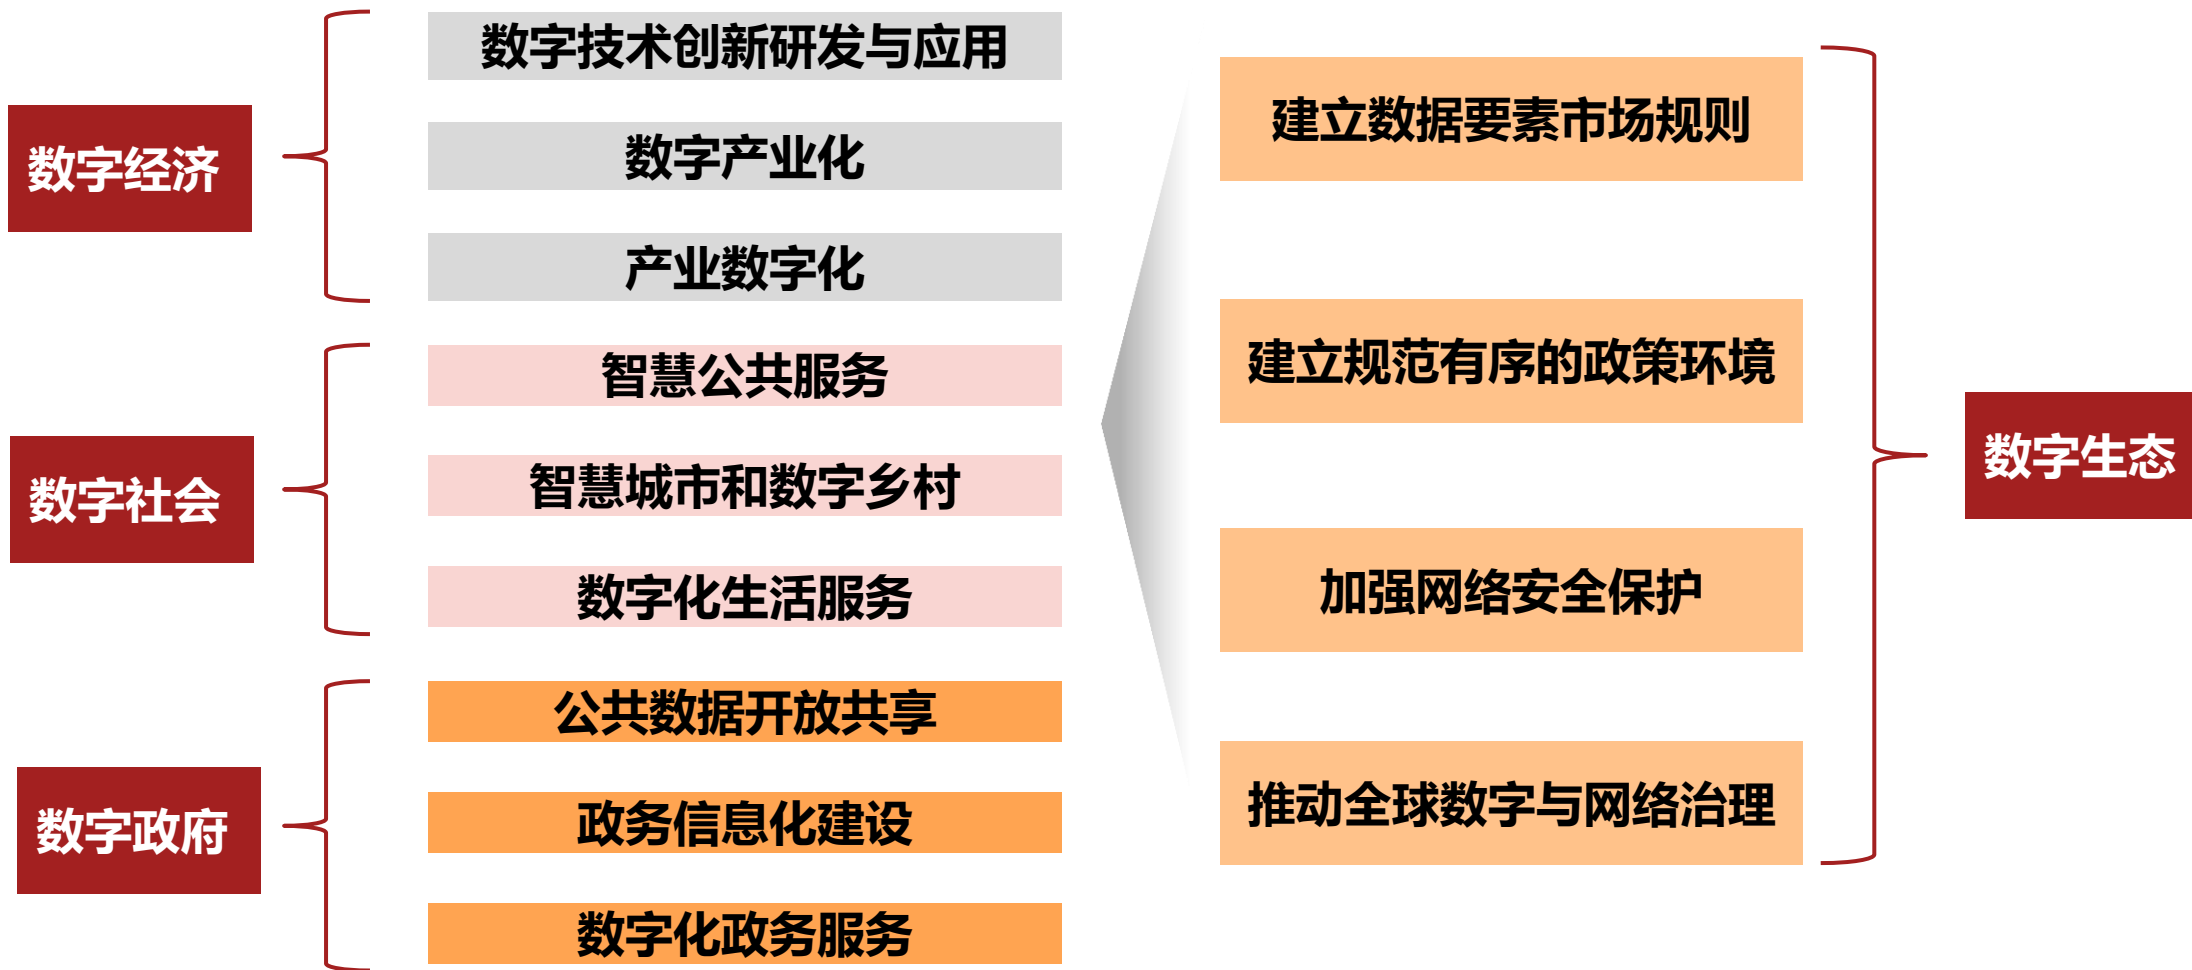 数字经济
数字技术创新研发与应用
数字产业化
产业数字化
数字社会
智慧公共服务
智慧城市和数字乡村
数字化生活服务
数字政府
公共数据开放共享
政务信息化建设
数字化政务服务
建立数据要素市场规则
建立规范有序的政策环境
加强网络安全保护
推动全球数字与网络治理
数字生态